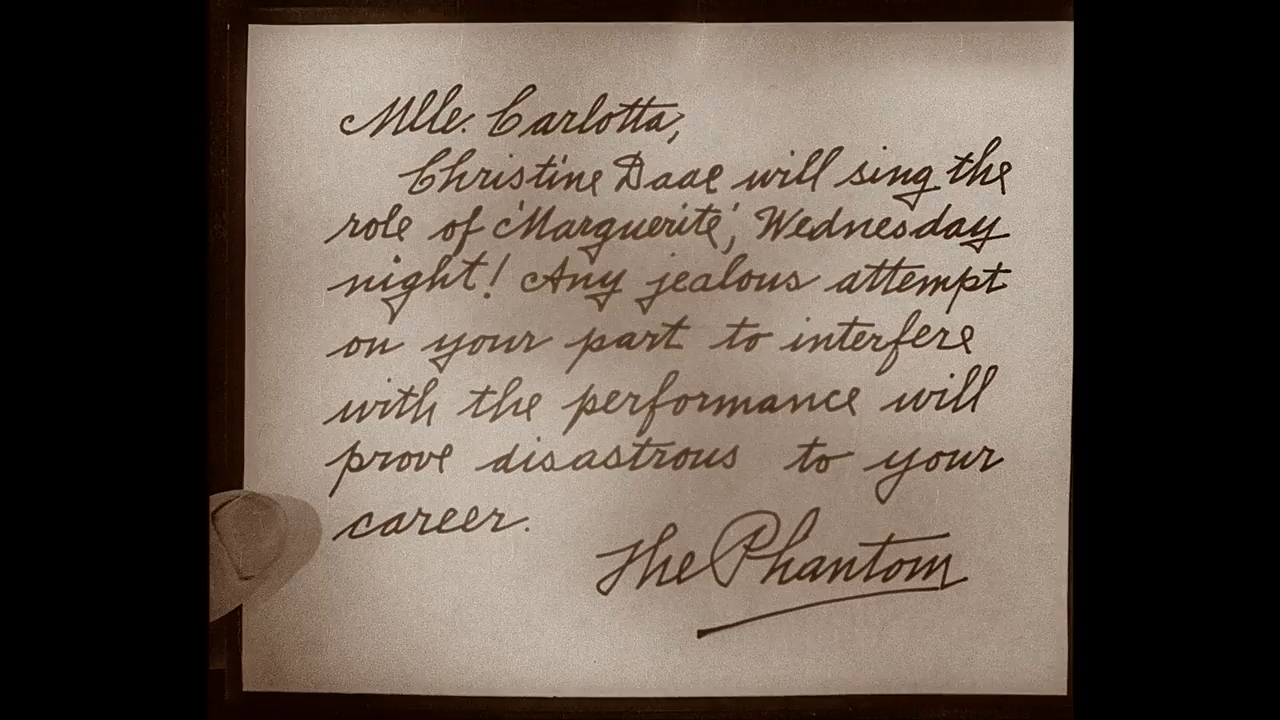 Mlle. Carlotta,
Christine Daae will sing the
role of 'Marguerite', Wednesday
night! Any jealous attempt
on your part to interfere
with the performance will
prove disastrous to your
career.
The Phantom